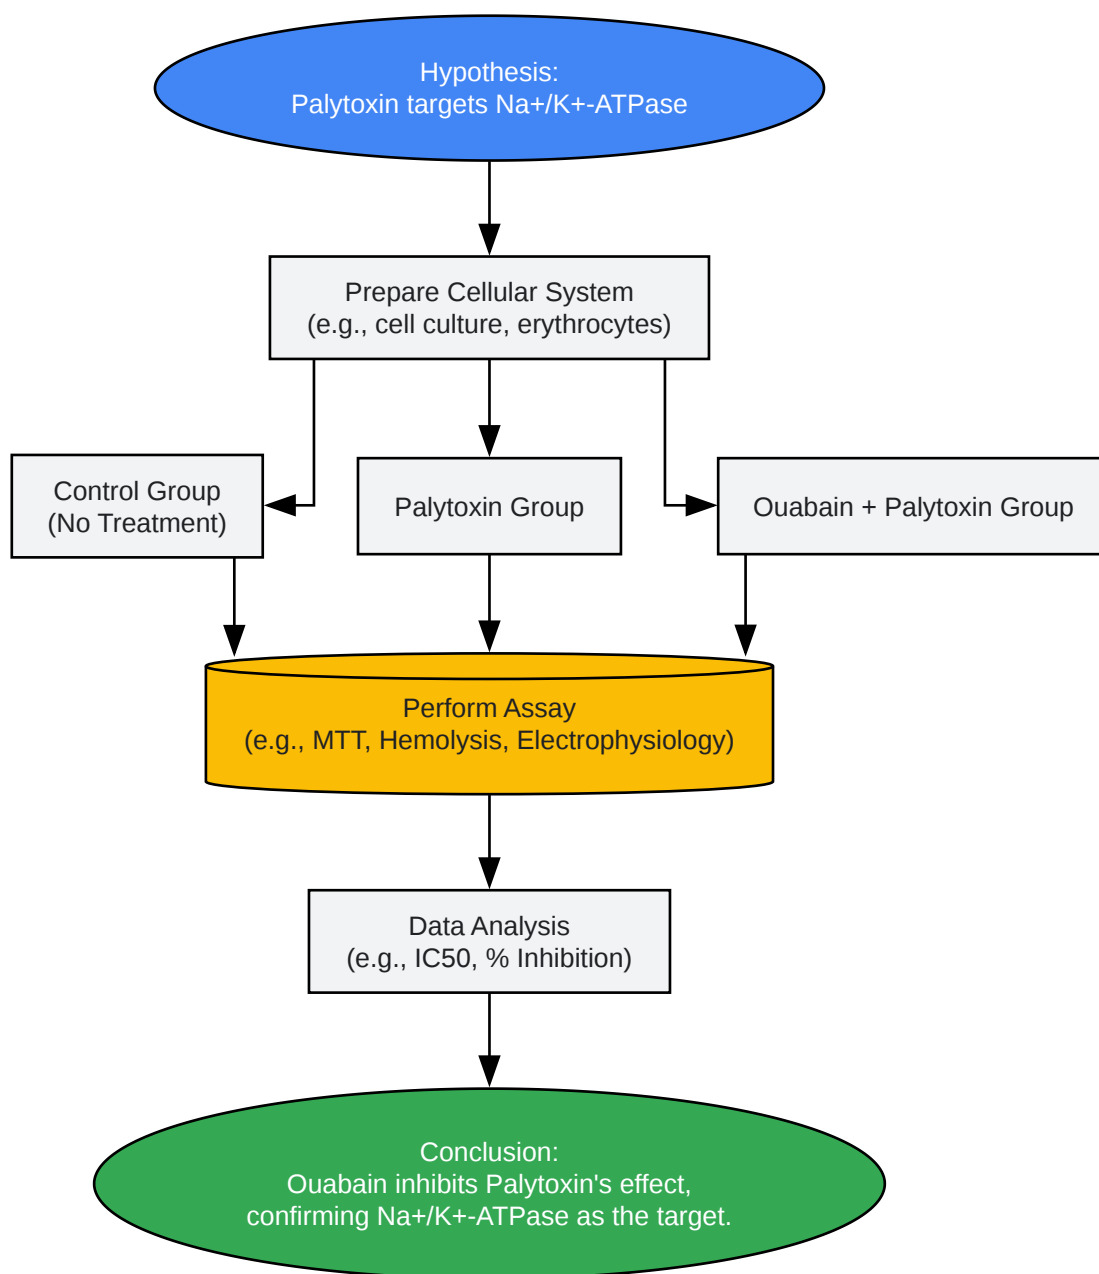 Hypothesis:
Palytoxin targets Na+/K+-ATPase
Prepare Cellular System
(e.g., cell culture, erythrocytes)
Control Group
(No Treatment)
Palytoxin Group
Ouabain + Palytoxin Group
Perform Assay
(e.g., MTT, Hemolysis, Electrophysiology)
Data Analysis
(e.g., IC50, % Inhibition)
Conclusion:
Ouabain inhibits Palytoxin's effect,
confirming Na+/K+-ATPase as the target.